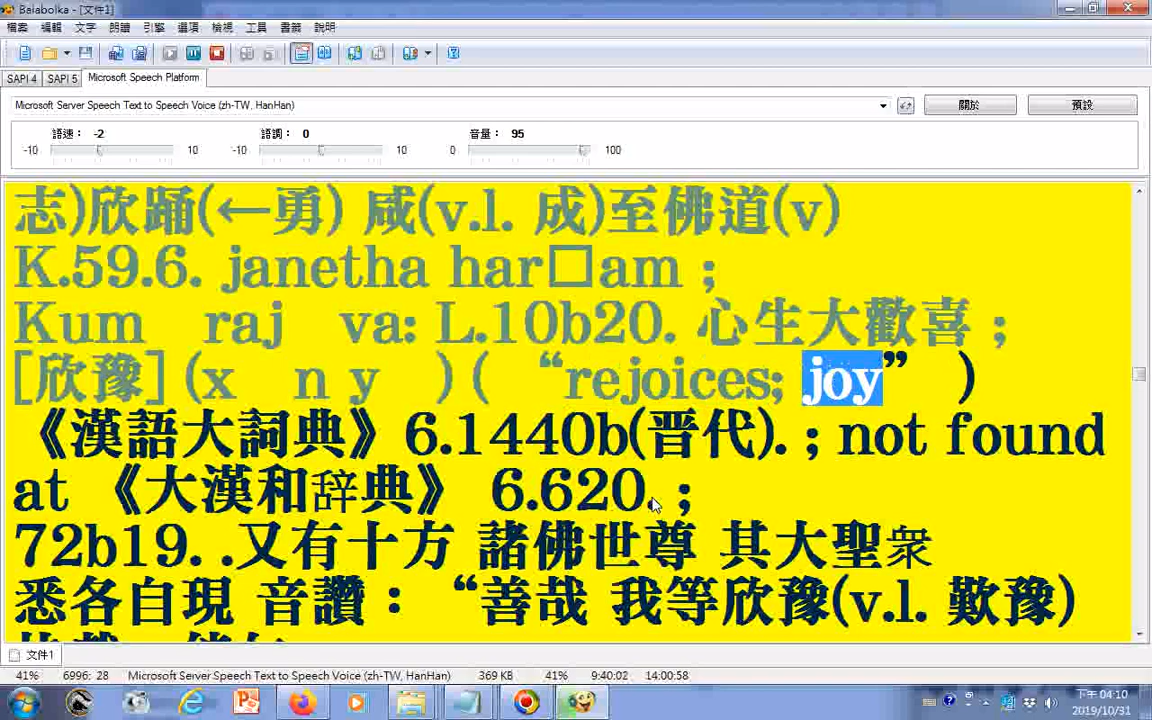 Balabolka - [文件1]
檔案 編輯 文字 朗讀 引擎 選項 檢視 工具 書籤 說明
SAPI 4 SAPI 5 Microsoft Speech Platform
Microsoft Server Speech Text to Speech Voice (zh-TW, HanHan) 關於 預設
語速： -2 語調： 0 音量： 95
-10 10 -10 10 0 100
志)欣踊(←勇) 咸(v.l. 成)至佛道(v)
K.59.6. janetha har□am ;
Kum raj va: L.10b20. 心生大歡喜 ;
[欣豫] (x n y ) ( “rejoices; joy” )
《漢語大詞典》6.1440b(晋代). ; not found
at 《大漢和辞典》 6.620. ;
72b19. .又有十方 諸佛世尊 其大聖衆
悉各自現 音讚：“善哉 我等欣豫(v.l. 歎豫)
文件1
41% 6996: 28 Microsoft Server Speech Text to Speech Voice (zh-TW, HanHan) 369 KB 41% 9:40:02 14:00:58
下午 04:10
2019/10/31